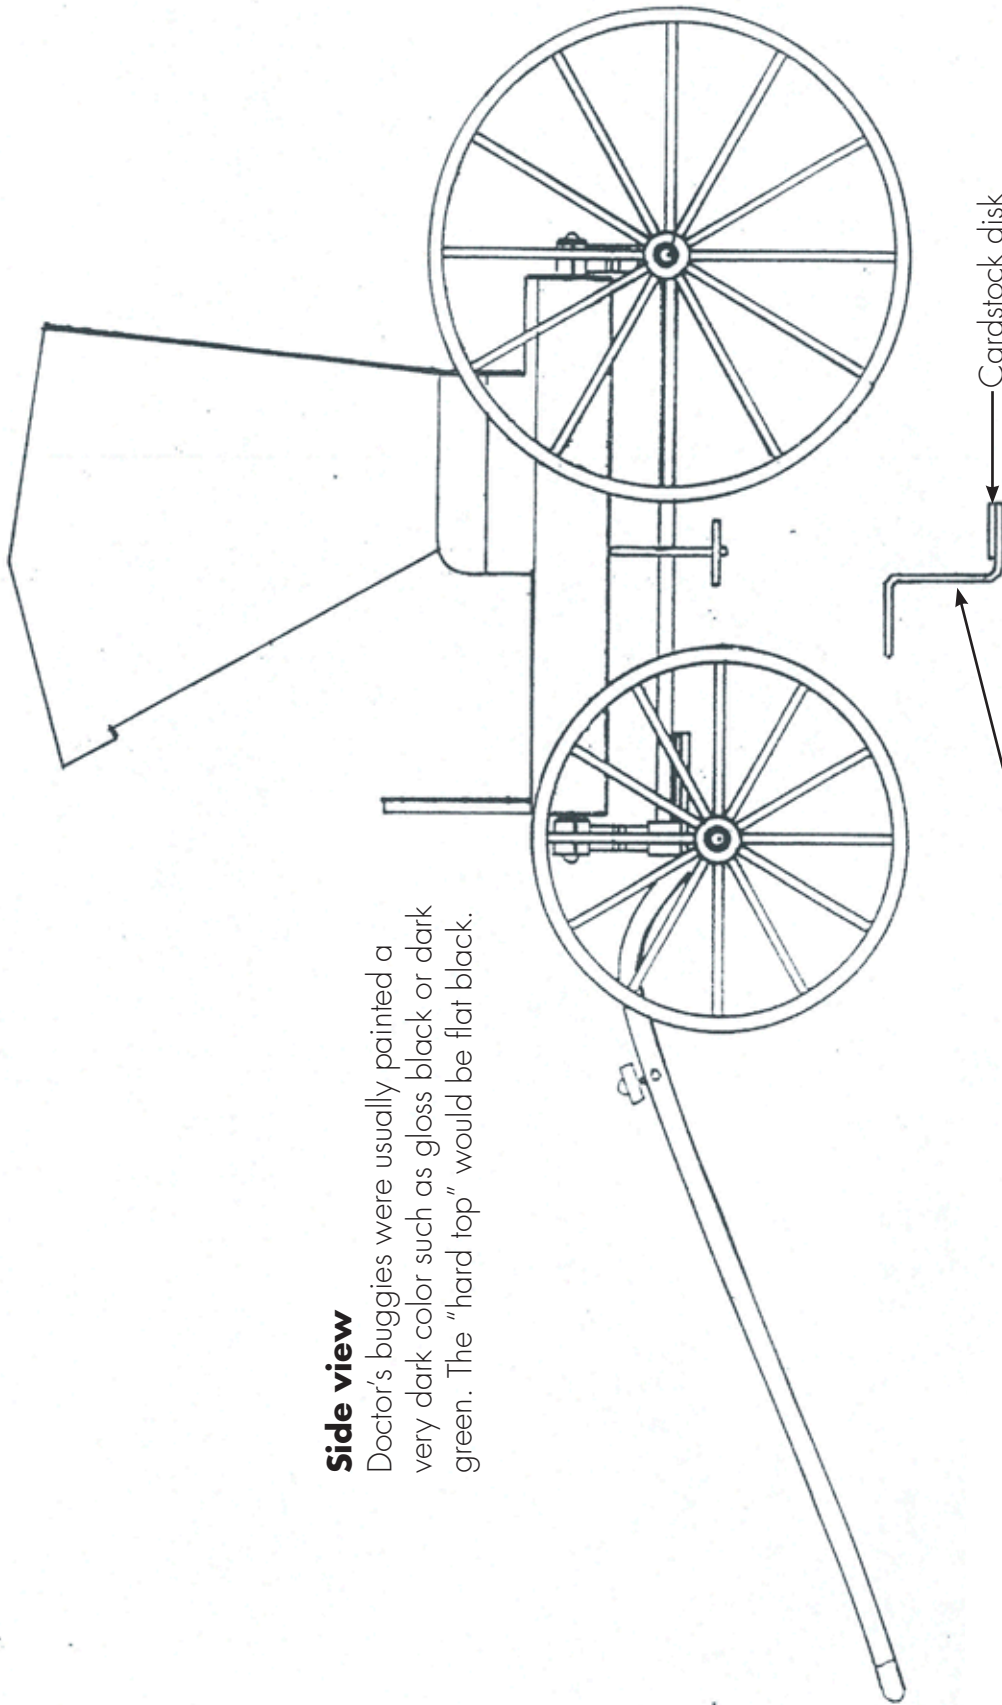 Side view
Doctor's buggies were usually painted a
very dark color such as gloss black or dark
green. The "hard top" would be flat black.
Cardstock disk